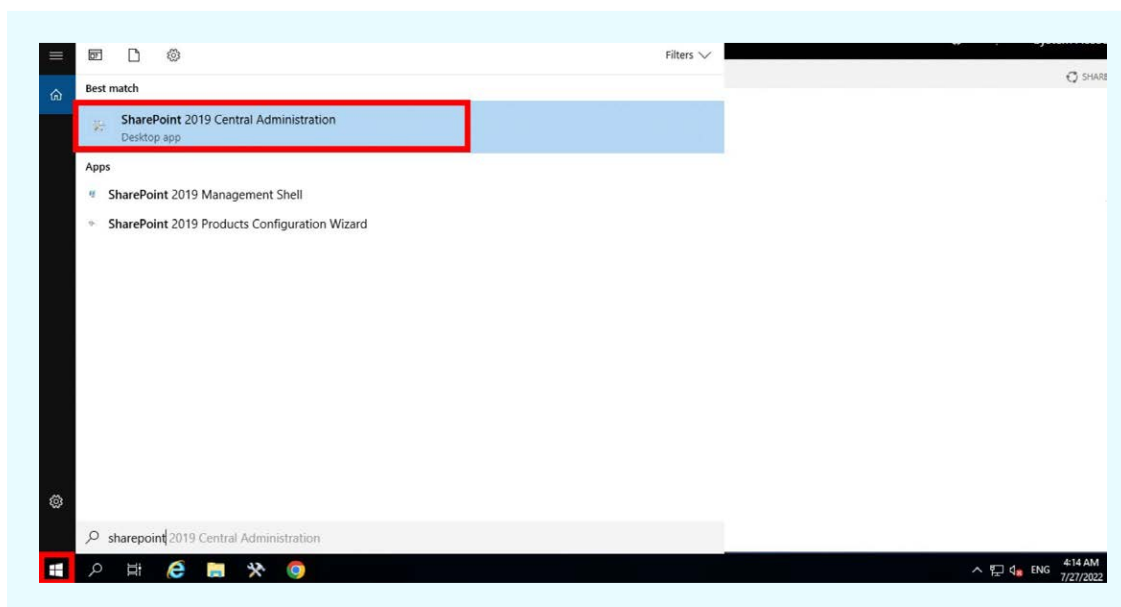 Filters
SHARE
Best match
SharePoint 2019 Central Administration
Desktop app
Apps
SharePoint 2019 Management Shell
SharePoint 2019 Products Configuration Wizard
sharepoint 2019 Central Administration
ENG
4:14 AM
7/27/2022